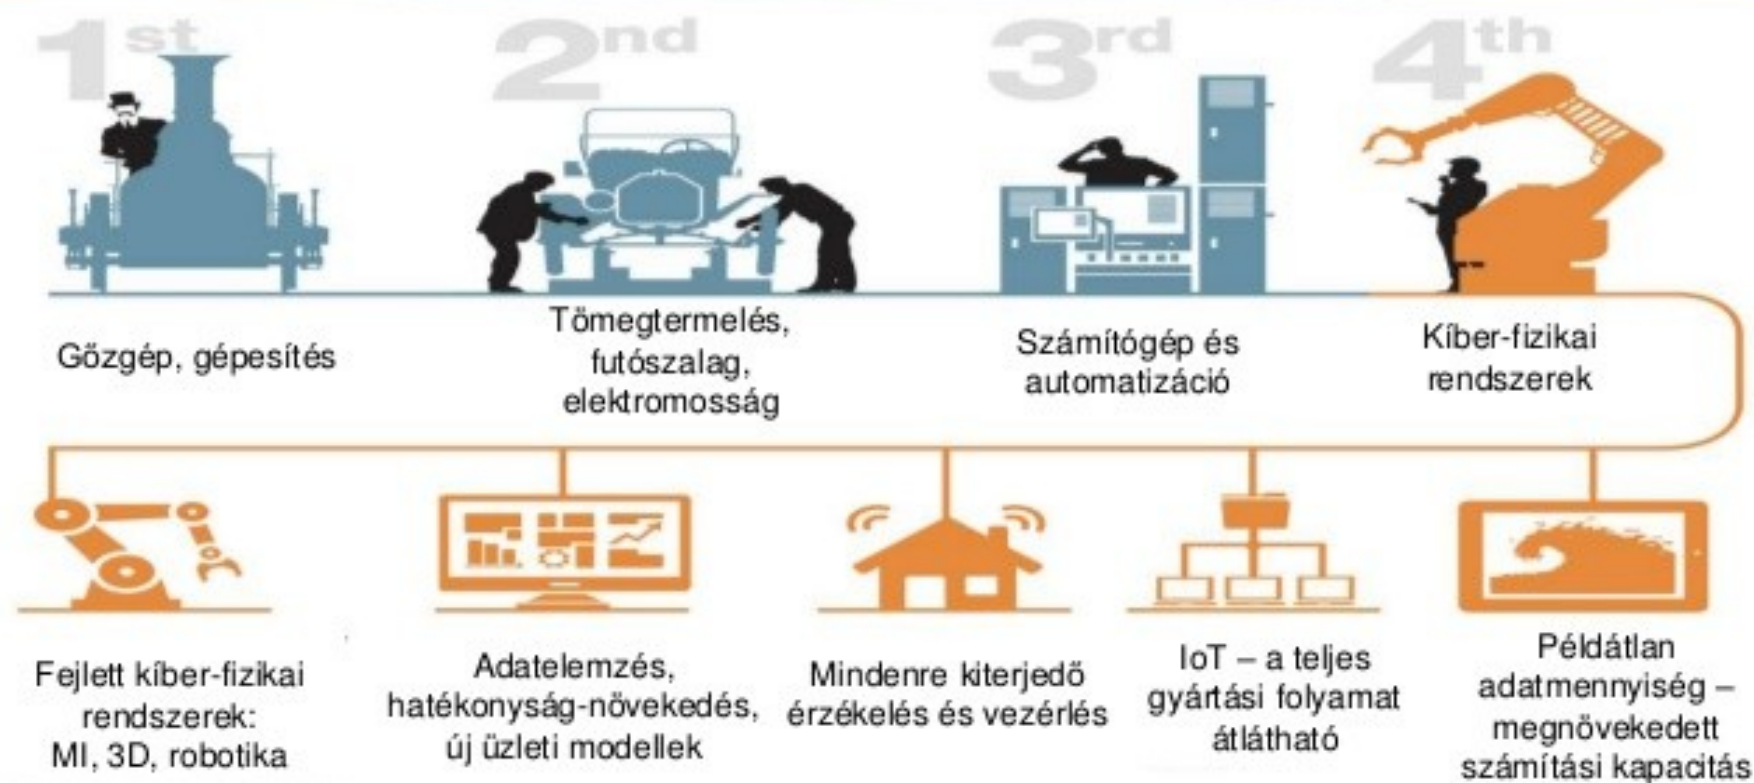 1st
2nd
3rd
4th
Gőzgép, gépesítés
Tömegtermelés,
futószalag,
elektromosság
Számítógép és
automatizáció
Kíber-fizikai
rendszerek
Fejlett kíber-fizikai
rendszerek:
MI, 3D, robotika
Adatelemzés,
hatékonyság-növekedés,
új üzleti modellek
Mindenre kiterjedő
érzékelés és vezérlés
IoT – a teljes
gyártási folyamat
átlátható
Példátlan
adatmennyiség –
megnövekedett
számítási kapacitás